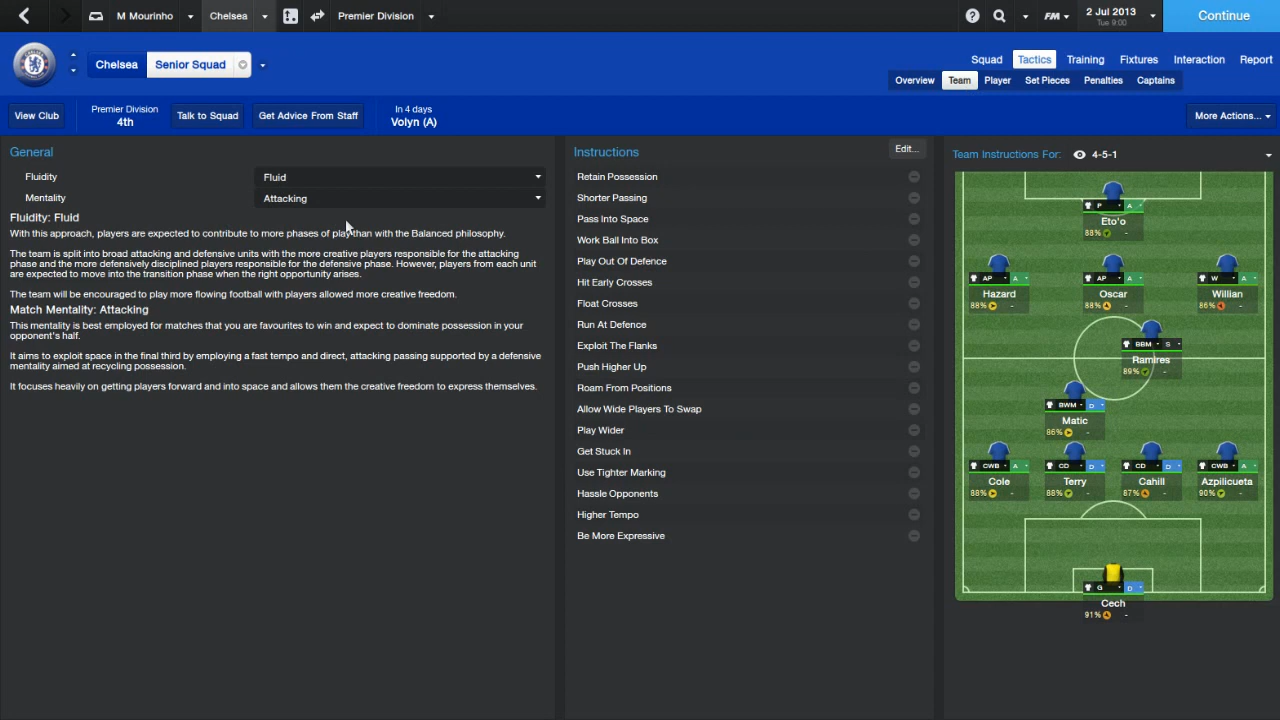 M Mourinho
Chelsea
Premier Division
FM
2 Jul 2013
Tue 9:00
Continue
Chelsea
Senior Squad
Squad
Tactics
Training
Fixtures
Interaction
Report
Overview
Team
Player
Set Pieces
Penalties
Captains
View Club
Premier Division
4th
Talk to Squad
Get Advice From Staff
In 4 days
Volyn (A)
More Actions...
General
Fluidity
Fluid
Mentality
Attacking
Fluidity: Fluid
With this approach, players are expected to contribute to more phases of play than with the Balanced philosophy.
The team is split into broad attacking and defensive units with the more creative players responsible for the attacking
phase and the more defensively disciplined players responsible for the defensive phase. However, players from each unit
are expected to move into the transition phase when the right opportunity arises.
The team will be encouraged to play more flowing football with players allowed more creative freedom.
Match Mentality: Attacking
This mentality is best employed for matches that you are favourites to win and expect to dominate possession in your
opponent's half.
It aims to exploit space in the final third by employing a fast tempo and direct, attacking passing supported by a defensive
mentality aimed at recycling possession.
It focuses heavily on getting players forward and into space and allows them the creative freedom to express themselves.
Instructions
Edit...
Retain Possession
Shorter Passing
Pass Into Space
Work Ball Into Box
Play Out Of Defence
Hit Early Crosses
Float Crosses
Run At Defence
Exploit The Flanks
Push Higher Up
Roam From Positions
Allow Wide Players To Swap
Play Wider
Get Stuck In
Use Tighter Marking
Hassle Opponents
Higher Tempo
Be More Expressive
Team Instructions For:
4-5-1
P A
Eto'o
88% -
AP A
Hazard
88% -
AP A
Oscar
88% -
W A
Willian
86% -
BBM S
Ramires
89% -
BWM D
Matic
86% -
CWB A
Cole
88% -
CD D
Terry
88% -
CD D
Cahill
87% -
CWB A
Azpilicueta
90% -
G D
Cech
91% -